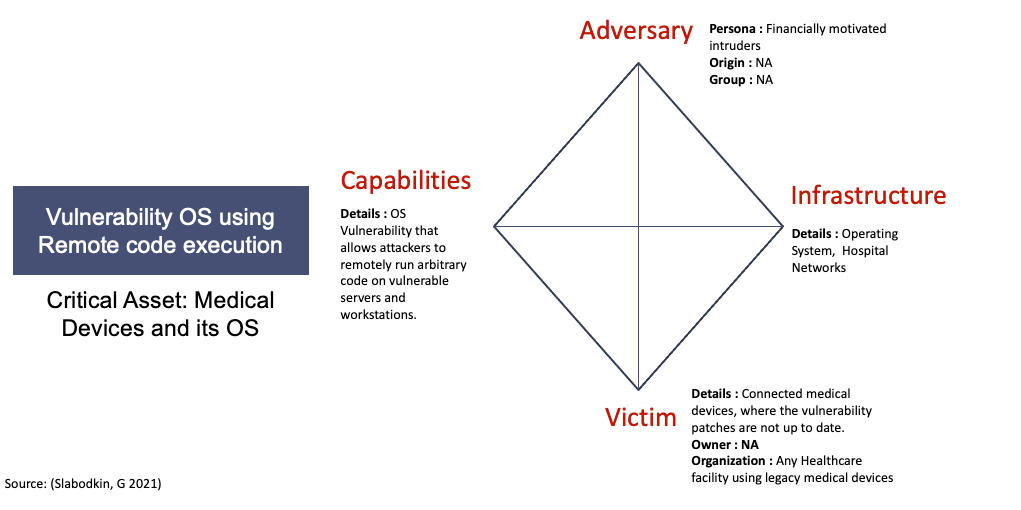 Adversary
Persona : Financially motivated
intruders
Origin : NA
Group : NA
Capabilities
Details : OS
Vulnerability that
allows attackers to
remotely run arbitrary
code on vulnerable
servers and
workstations.
Infrastructure
Details : Operating
System,  Hospital
Networks
Vulnerability OS using
Remote code execution
Critical Asset: Medical
Devices and its OS
Victim
Details : Connected medical
devices, where the vulnerability
patches are not up to date.
Owner : NA
Organization : Any Healthcare
facility using legacy medical devices
Source: (Slabodkin, G 2021)